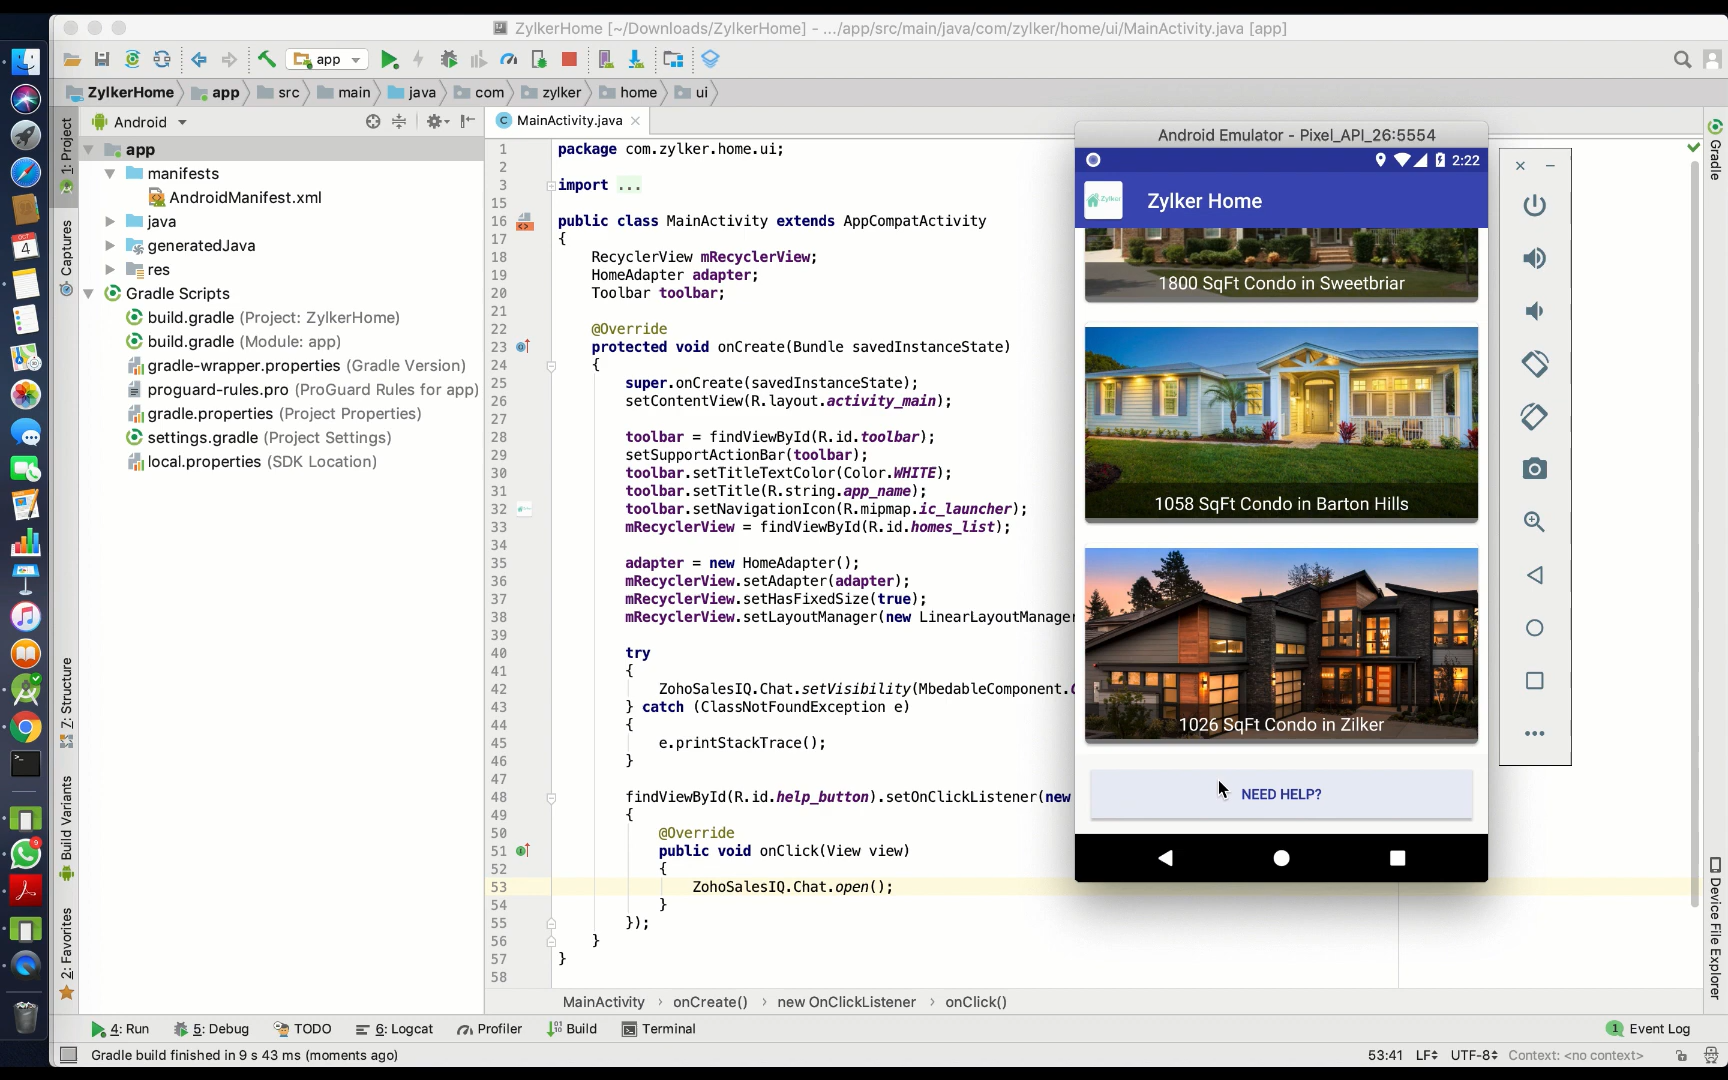 ZylkerHome [~/Downloads/ZylkerHome] - .../app/src/main/java/com/zylker/home/ui/MainActivity.java [app]
app
ZylkerHome app src main java com zylker home ui
1: Project
Captures
Z: Structure
Build Variants
2: Favorites
Android
app
manifests
AndroidManifest.xml
java
generatedJava
res
Gradle Scripts
build.gradle (Project: ZylkerHome)
build.gradle (Module: app)
gradle-wrapper.properties (Gradle Version)
proguard-rules.pro (ProGuard Rules for app)
gradle.properties (Project Properties)
settings.gradle (Project Settings)
local.properties (SDK Location)
MainActivity.java
1 package com.zylker.home.ui;
2
3 import ...
15
16 public class MainActivity extends AppCompatActivity
17 {
18 RecyclerView mRecyclerView;
19 HomeAdapter adapter;
20 Toolbar toolbar;
21
22 @Override
23 protected void onCreate(Bundle savedInstanceState)
24 {
25 super.onCreate(savedInstanceState);
26 setContentView(R.layout.activity_main);
27
28 toolbar = findViewById(R.id.toolbar);
29 setSupportActionBar(toolbar);
30 toolbar.setTitleTextColor(Color.WHITE);
31 toolbar.setTitle(R.string.app_name);
32 toolbar.setNavigationIcon(R.mipmap.ic_launcher);
33 mRecyclerView = findViewById(R.id.homes_list);
34
35 adapter = new HomeAdapter();
36 mRecyclerView.setAdapter(adapter);
37 mRecyclerView.setHasFixedSize(true);
38 mRecyclerView.setLayoutManager(new LinearLayoutManager
39
40 try
41 {
42 ZohoSalesIQ.Chat.setVisibility(MbedableComponent.
43 } catch (ClassNotFoundException e)
44 {
45 e.printStackTrace();
46 }
47
48 findViewById(R.id.help_button).setOnClickListener(new
49 {
50 @Override
51 public void onClick(View view)
52 {
53 ZohoSalesIQ.Chat.open();
54 }
55 });
56 }
57 }
58
MainActivity › onCreate() › new OnClickListener › onClick()
Android Emulator - Pixel_API_26:5554
2:22
Zylker
Zylker Home
1800 SqFt Condo in Sweetbriar
1058 SqFt Condo in Barton Hills
1026 SqFt Condo in Zilker
NEED HELP?
Gradle
Device File Explorer
4: Run 5: Debug TODO 6: Logcat Profiler Build Terminal
1 Event Log
Gradle build finished in 9 s 43 ms (moments ago)
53:41 LF UTF-8 Context: <no context>
OCT
4
9